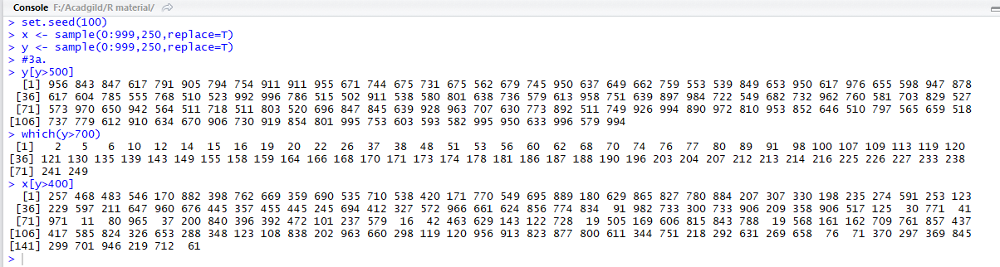 Console F:/Acadgild/R material/
> set.seed(100)
> x <- sample(0:999,250,replace=T)
> y <- sample(0:999,250,replace=T)
> #3a.
> y[y>500]
[1] 956 843 847 617 791 905 794 754 911 911 955 671 744 675 731 675 562 679 745 950 637 649 662 759 553 539 849 653 950 617 976 655 598 947 878
[36] 617 604 785 555 768 510 523 992 996 786 515 502 911 538 580 801 638 736 579 613 958 751 639 897 984 722 549 682 732 962 760 581 703 829 527
[71] 573 970 650 942 564 511 718 511 803 520 696 847 845 639 928 963 707 630 773 892 511 749 926 994 890 972 810 953 852 646 510 797 565 659 518
[106] 737 779 612 910 634 670 906 730 919 854 801 995 753 603 593 582 995 950 633 996 579 994
> which(y>700)
[1] 2 5 6 10 12 14 15 16 19 20 22 26 37 38 48 51 53 56 60 62 68 70 74 76 77 80 89 91 98 100 107 109 113 119 120
[36] 121 130 135 139 143 149 155 158 159 164 166 168 170 171 173 174 178 181 186 187 188 190 196 203 204 207 212 213 214 216 225 226 227 233 238
[71] 241 249
> x[y>400]
[1] 257 468 483 546 170 882 398 762 669 359 690 535 710 538 420 171 770 549 695 889 180 629 865 827 780 884 207 307 330 198 235 274 591 253 123
[36] 229 597 211 647 960 676 445 357 455 445 245 694 412 327 572 966 661 624 856 774 834 91 982 733 300 733 906 209 358 906 517 125 30 771 41
[71] 971 11 80 965 37 200 840 396 392 472 101 237 579 16 42 463 629 143 122 728 19 505 169 606 815 843 788 19 568 161 162 709 761 857 437
[106] 417 585 824 326 653 288 348 123 108 838 202 963 660 298 119 120 956 913 823 877 800 611 344 751 218 292 631 269 658 76 71 370 297 369 845
[141] 299 701 946 219 712 61
>